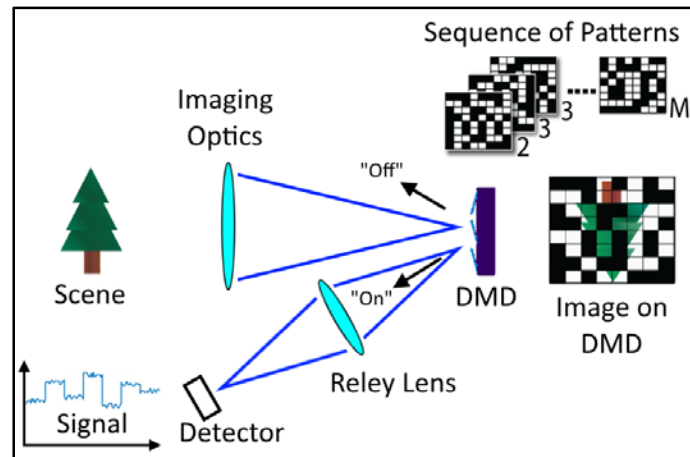 Sequence of Patterns
2
3
3
M
Imaging
Optics
"Off"
"On"
Scene
DMD
Image on
DMD
Reley Lens
Signal
Detector